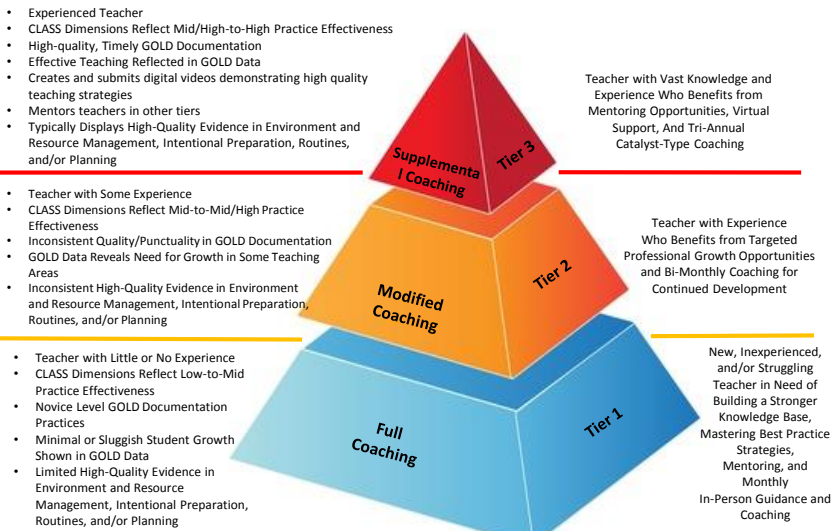 • Experienced Teacher
• CLASS Dimensions Reflect Mid/High-to-High Practice Effectiveness
• High-quality, Timely GOLD Documentation
• Effective Teaching Reflected in GOLD Data
• Creates and submits digital videos demonstrating high quality
teaching strategies
• Mentors teachers in other tiers
• Typically Displays High-Quality Evidence in Environment and
Resource Management, Intentional Preparation, Routines,
and/or Planning
Supplementa
l Coaching
Tier 3
Teacher with Vast Knowledge and
Experience Who Benefits from
Mentoring Opportunities, Virtual
Support, And Tri-Annual
Catalyst-Type Coaching
• Teacher with Some Experience
• CLASS Dimensions Reflect Mid-to-Mid/High Practice
Effectiveness
• Inconsistent Quality/Punctuality in GOLD Documentation
• GOLD Data Reveals Need for Growth in Some Teaching
Areas
• Inconsistent High-Quality Evidence in Environment
and Resource Management, Intentional Preparation,
Routines, and/or Planning
Modified
Coaching
Tier 2
Teacher with Experience
Who Benefits from Targeted
Professional Growth Opportunities
and Bi-Monthly Coaching for
Continued Development
• Teacher with Little or No Experience
• CLASS Dimensions Reflect Low-to-Mid
Practice Effectiveness
• Novice Level GOLD Documentation
Practices
• Minimal or Sluggish Student Growth
Shown in GOLD Data
• Limited High-Quality Evidence in
Environment and Resource
Management, Intentional Preparation,
Routines, and/or Planning
Full
Coaching
Tier 1
New, Inexperienced,
and/or Struggling
Teacher in Need of
Building a Stronger
Knowledge Base,
Mastering Best Practice
Strategies,
Mentoring, and
Monthly
In-Person Guidance and
Coaching